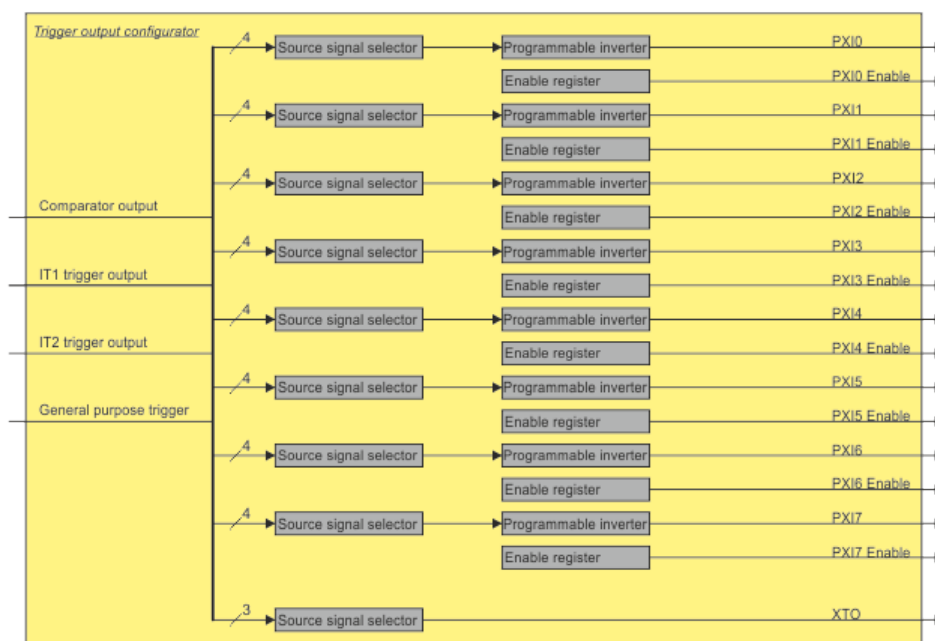 Trigger output configurator
4 Source signal selector Programmable inverter PXI0
Enable register PXI0 Enable
4 Source signal selector Programmable inverter PXI1
Enable register PXI1 Enable
4 Source signal selector Programmable inverter PXI2
Comparator output
Enable register PXI2 Enable
4 Source signal selector Programmable inverter PXI3
IT1 trigger output
Enable register PXI3 Enable
4 Source signal selector Programmable inverter PXI4
IT2 trigger output
Enable register PXI4 Enable
4 Source signal selector Programmable inverter PXI5
General purpose trigger
Enable register PXI5 Enable
4 Source signal selector Programmable inverter PXI6
Enable register PXI6 Enable
4 Source signal selector Programmable inverter PXI7
Enable register PXI7 Enable
3 Source signal selector XTO